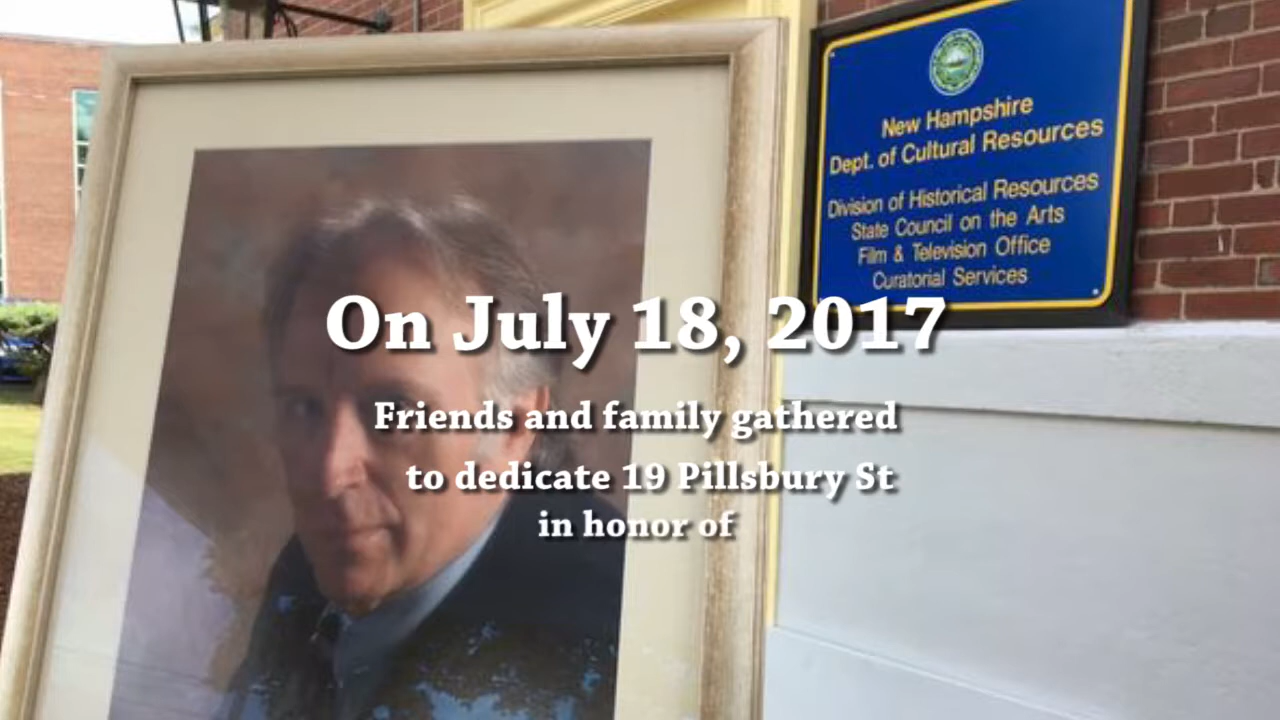 New Hampshire
Dept. of Cultural Resources
Division of Historical Resources
State Council on the Arts
Film & Television Office
Curatorial Services
On July 18, 2017
Friends and family gathered
to dedicate 19 Pillsbury St
in honor of